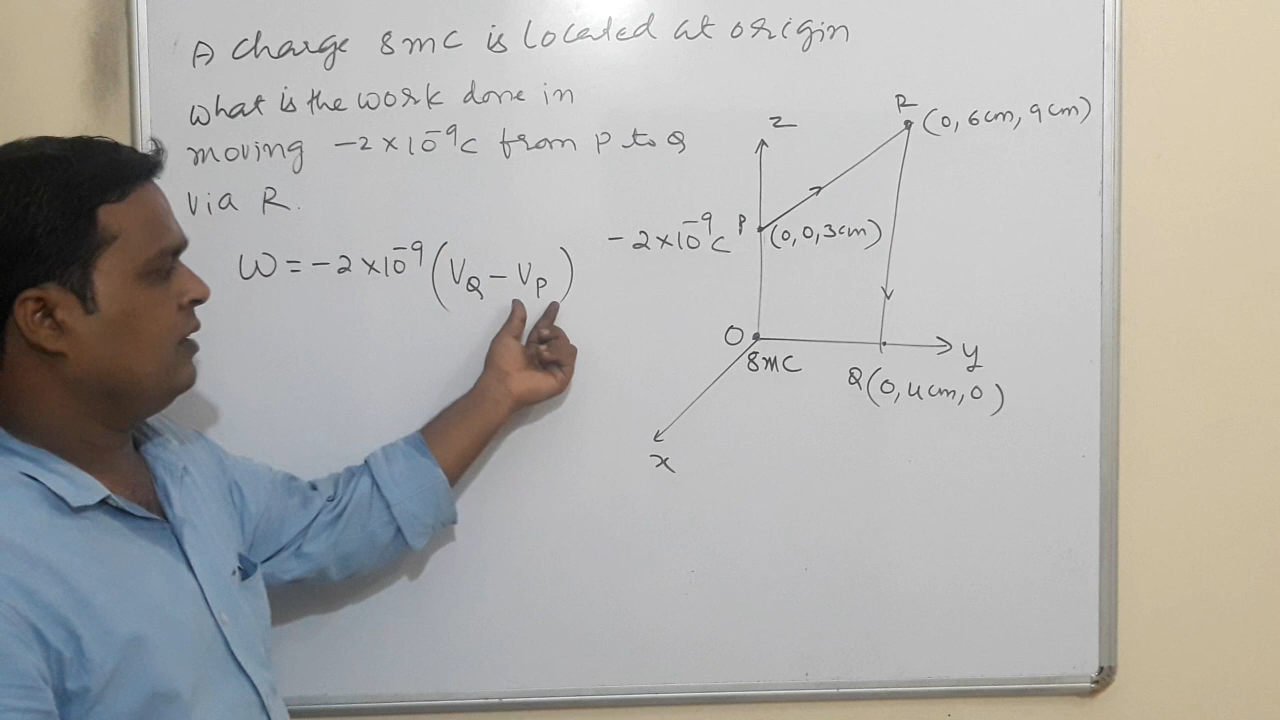 A charge 8mC is located at origin
what is the work done in
moving -2×10⁻⁹C from P to Q
via R.
W = -2×10⁻⁹(V_Q - V_P)
Z
R (0, 6cm, 9cm)
-2×10⁻⁹C P (0,0,3cm)
O
8mC
y
Q(0,4cm,0)
x